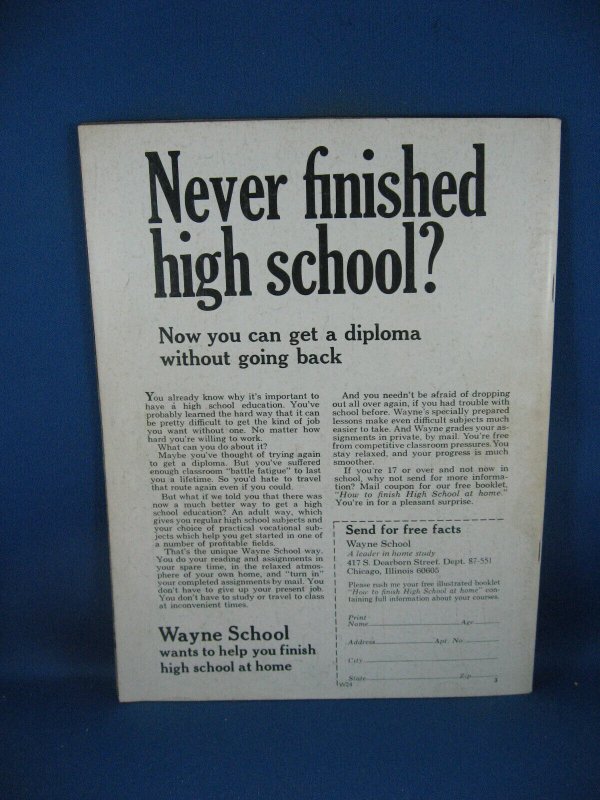 Never finished
high school?
Now you can get a diploma
without going back
You already know why it's important to
have a high school education. You've
probably learned the hard way that it can
be pretty difficult to get the kind of job
you want without one. No matter how
hard you're willing to work.
What can you do about it?
Maybe you've thought of trying again
to get a diploma. But you've suffered
enough classroom "battle fatigue" to last
you a lifetime. So you'd hate to travel
that route again even if you could.
But what if we told you that there was
now a much better way to get a high
school education? An adult way, which
gives you regular high school subjects and
your choice of practical vocational sub-
jects which help you get started in one of
a number of profitable fields.
That's the unique Wayne School way.
You do your reading and assignments in
your spare time, in the relaxed atmos-
phere of your own home, and "turn in"
your completed assignments by mail. You
don't have to give up your present job.
You don't have to study or travel to class
at inconvenient times.
Wayne School
wants to help you finish
high school at home
And you needn't be afraid of dropping
out all over again, if you had trouble with
school before. Wayne's specially prepared
lessons make even difficult subjects much
easier to take. And Wayne grades your as-
signments in private, by mail. You're free
from competitive classroom pressures. You
stay relaxed, and your progress is much
smoother.
If you're 17 or over and not now in
school, why not send for more informa-
tion? Mail coupon for our free booklet,
"How to finish High School at home."
You're in for a pleasant surprise.
Send for free facts
Wayne School
A leader in home study
417 S. Dearborn Street, Dept. 87-551
Chicago, Illinois 60605
Please rush me your free illustrated booklet
"How to finish High School at home" con-
taining full information about your courses.
Print
Name Age
Address Apt. No
City
State Zip
W24 3